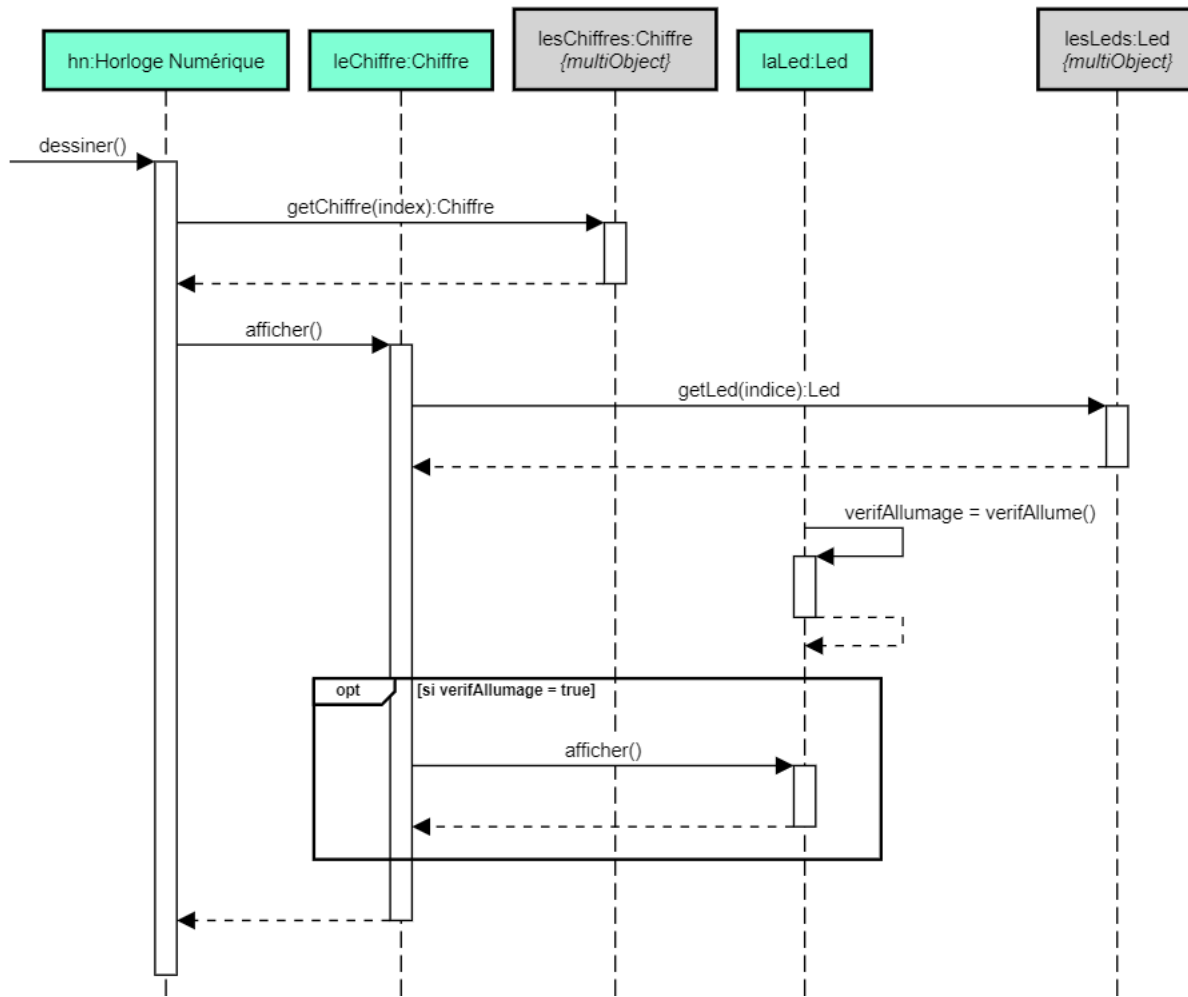 hn:Horloge Numérique
leChiffre:Chiffre
lesChiffres:Chiffre
{multiObject}
laLed:Led
lesLeds:Led
{multiObject}
dessiner()
getChiffre(index):Chiffre
afficher()
getLed(indice):Led
verifAllumage = verifAllume()
opt
[si verifAllumage = true]
afficher()